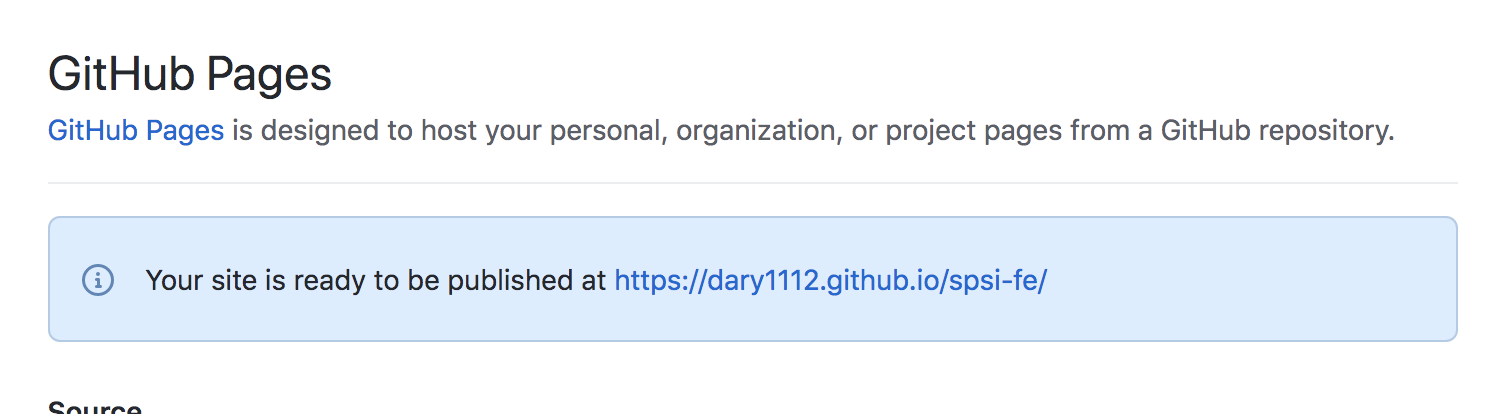 GitHub Pages
GitHub Pages is designed to host your personal, organization, or project pages from a GitHub repository.
Your site is ready to be published at https://dary1112.github.io/spsi-fe/
Source